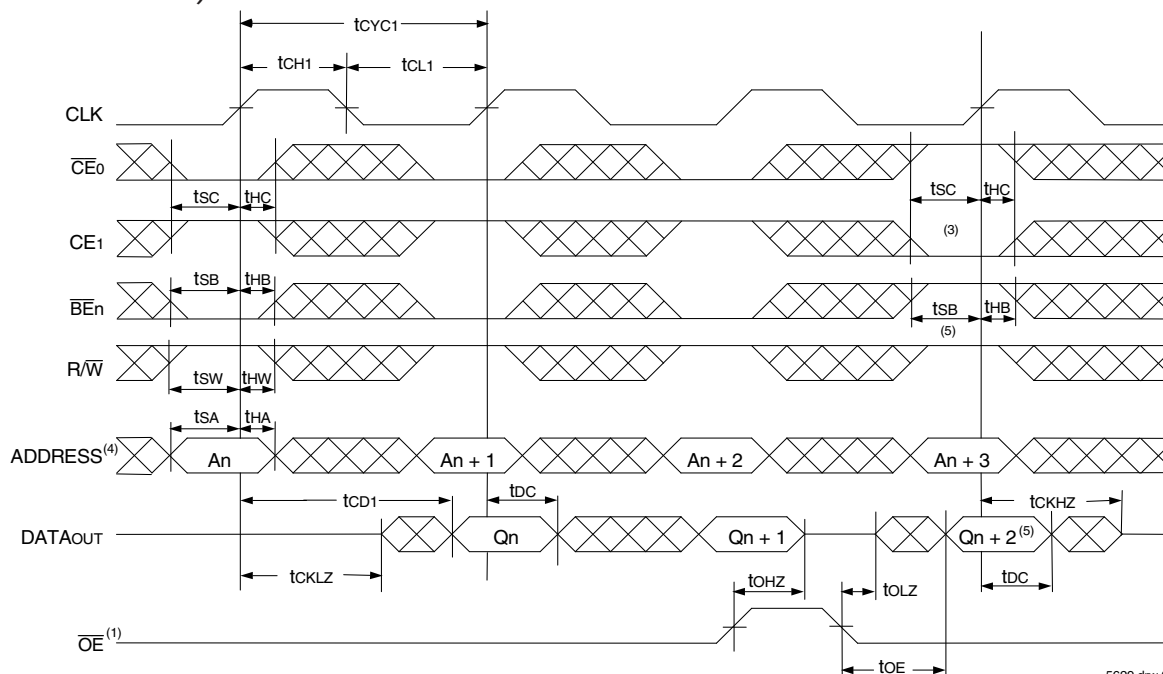 tCYC1
tCH1 tCL1
CLK
CE0
tSC tHC tSC tHC
CE1 (3)
tSB tHB
BEn tSB tHB
(5)
R/W
tSW tHW
tSA tHA
ADDRESS(4) An An + 1 An + 2 An + 3
tCD1 tDC tCKHZ
DATAOUT Qn Qn + 1 Qn + 2(5)
tCKLZ tOHZ tOLZ tDC
OE(1)
tOE